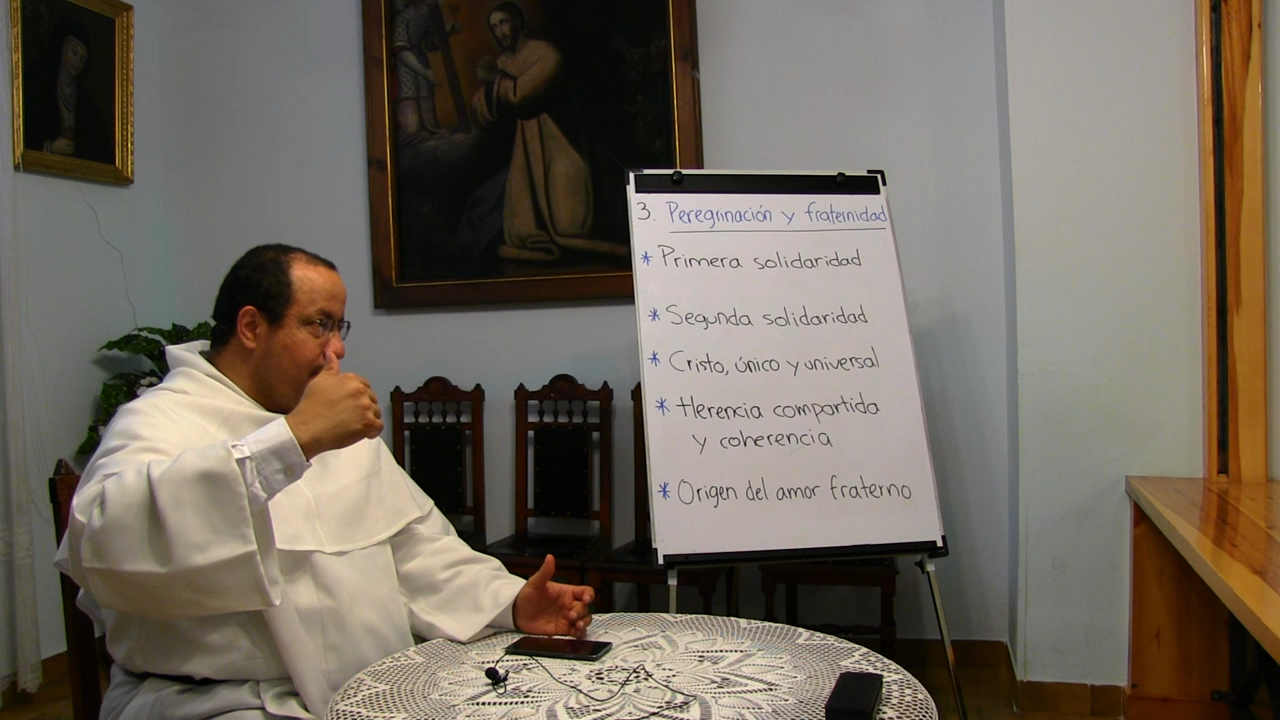 3. Peregrinación y fraternidad
* Primera solidaridad
* Segunda solidaridad
* Cristo, único y universal
* Herencia compartida
y coherencia
* Origen del amor fraterno